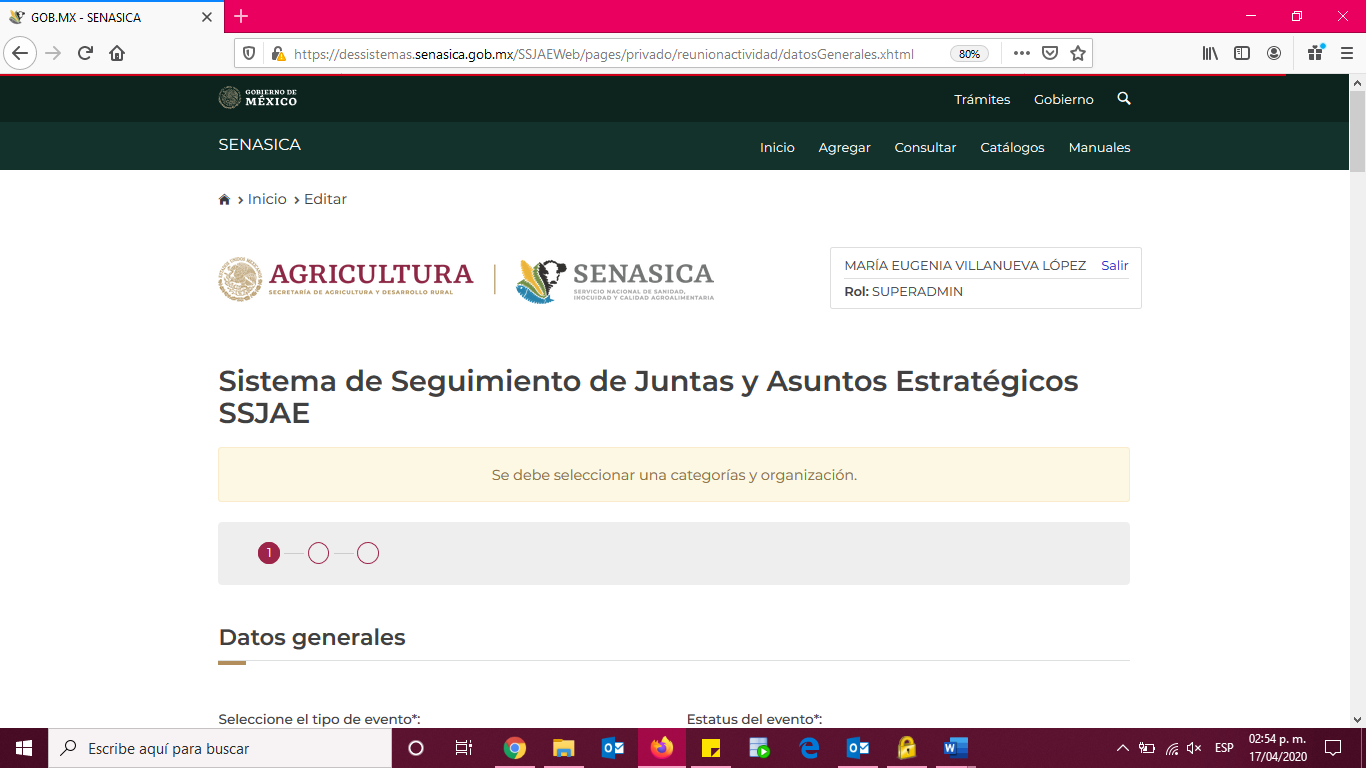 GOB.MX - SENASICA
https://dessistemas.senasica.gob.mx/SSJAEWeb/pages/privado/reunionactividad/datosGenerales.xhtml
80%
GOBIERNO DE
MÉXICO
Trámites
Gobierno
SENASICA
Inicio
Agregar
Consultar
Catálogos
Manuales
Inicio
Editar
AGRICULTURA
SECRETARÍA DE AGRICULTURA Y DESARROLLO RURAL
SENASICA
SERVICIO NACIONAL DE SANIDAD,
INOCUIDAD Y CALIDAD AGROALIMENTARIA
MARÍA EUGENIA VILLANUEVA LÓPEZ Salir
Rol: SUPERADMIN
Sistema de Seguimiento de Juntas y Asuntos Estratégicos
SSJAE
Se debe seleccionar una categorías y organización.
1
Datos generales
Seleccione el tipo de evento*:
Estatus del evento*:
Escribe aquí para buscar
ESP
02:54 p. m.
17/04/2020